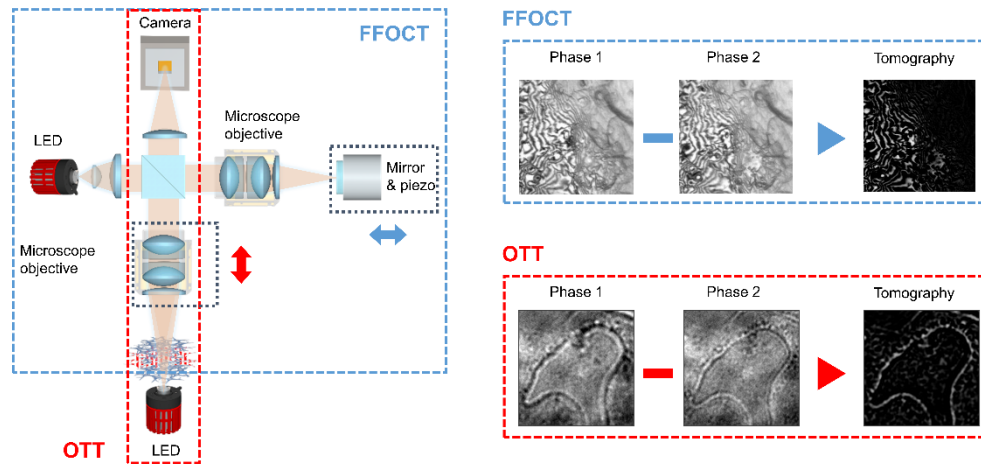 Camera
FFOCT
LED
Microscope
objective
Mirror
& piezo
Microscope
objective
OTT
LED
FFOCT
Phase 1
Phase 2
Tomography
OTT
Phase 1
Phase 2
Tomography